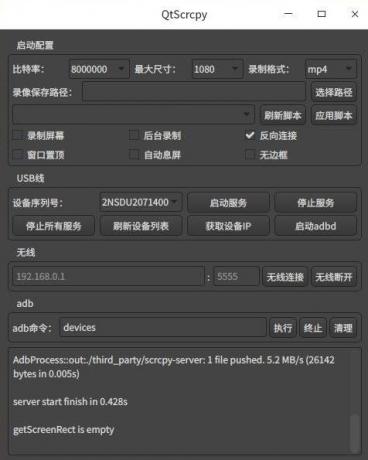 QtScrcpy
启动配置
比特率: 8000000 最大尺寸: 1080 录制格式: mp4
录像保存路径: 选择路径
刷新脚本 应用脚本
录制屏幕 后台录制 反向连接
窗口置顶 自动息屏 无边框
USB线
设备序列号: 2NSDU2071400 启动服务 停止服务
停止所有服务 刷新设备列表 获取设备IP 启动adbd
无线
192.168.0.1 : 5555 无线连接 无线断开
adb
adb命令: devices 执行 终止 清理
AdbProcess::out:./third_party/scrcpy-server: 1 file pushed. 5.2 MB/s (26142
bytes in 0.005s)
server start finish in 0.428s
getScreenRect is empty